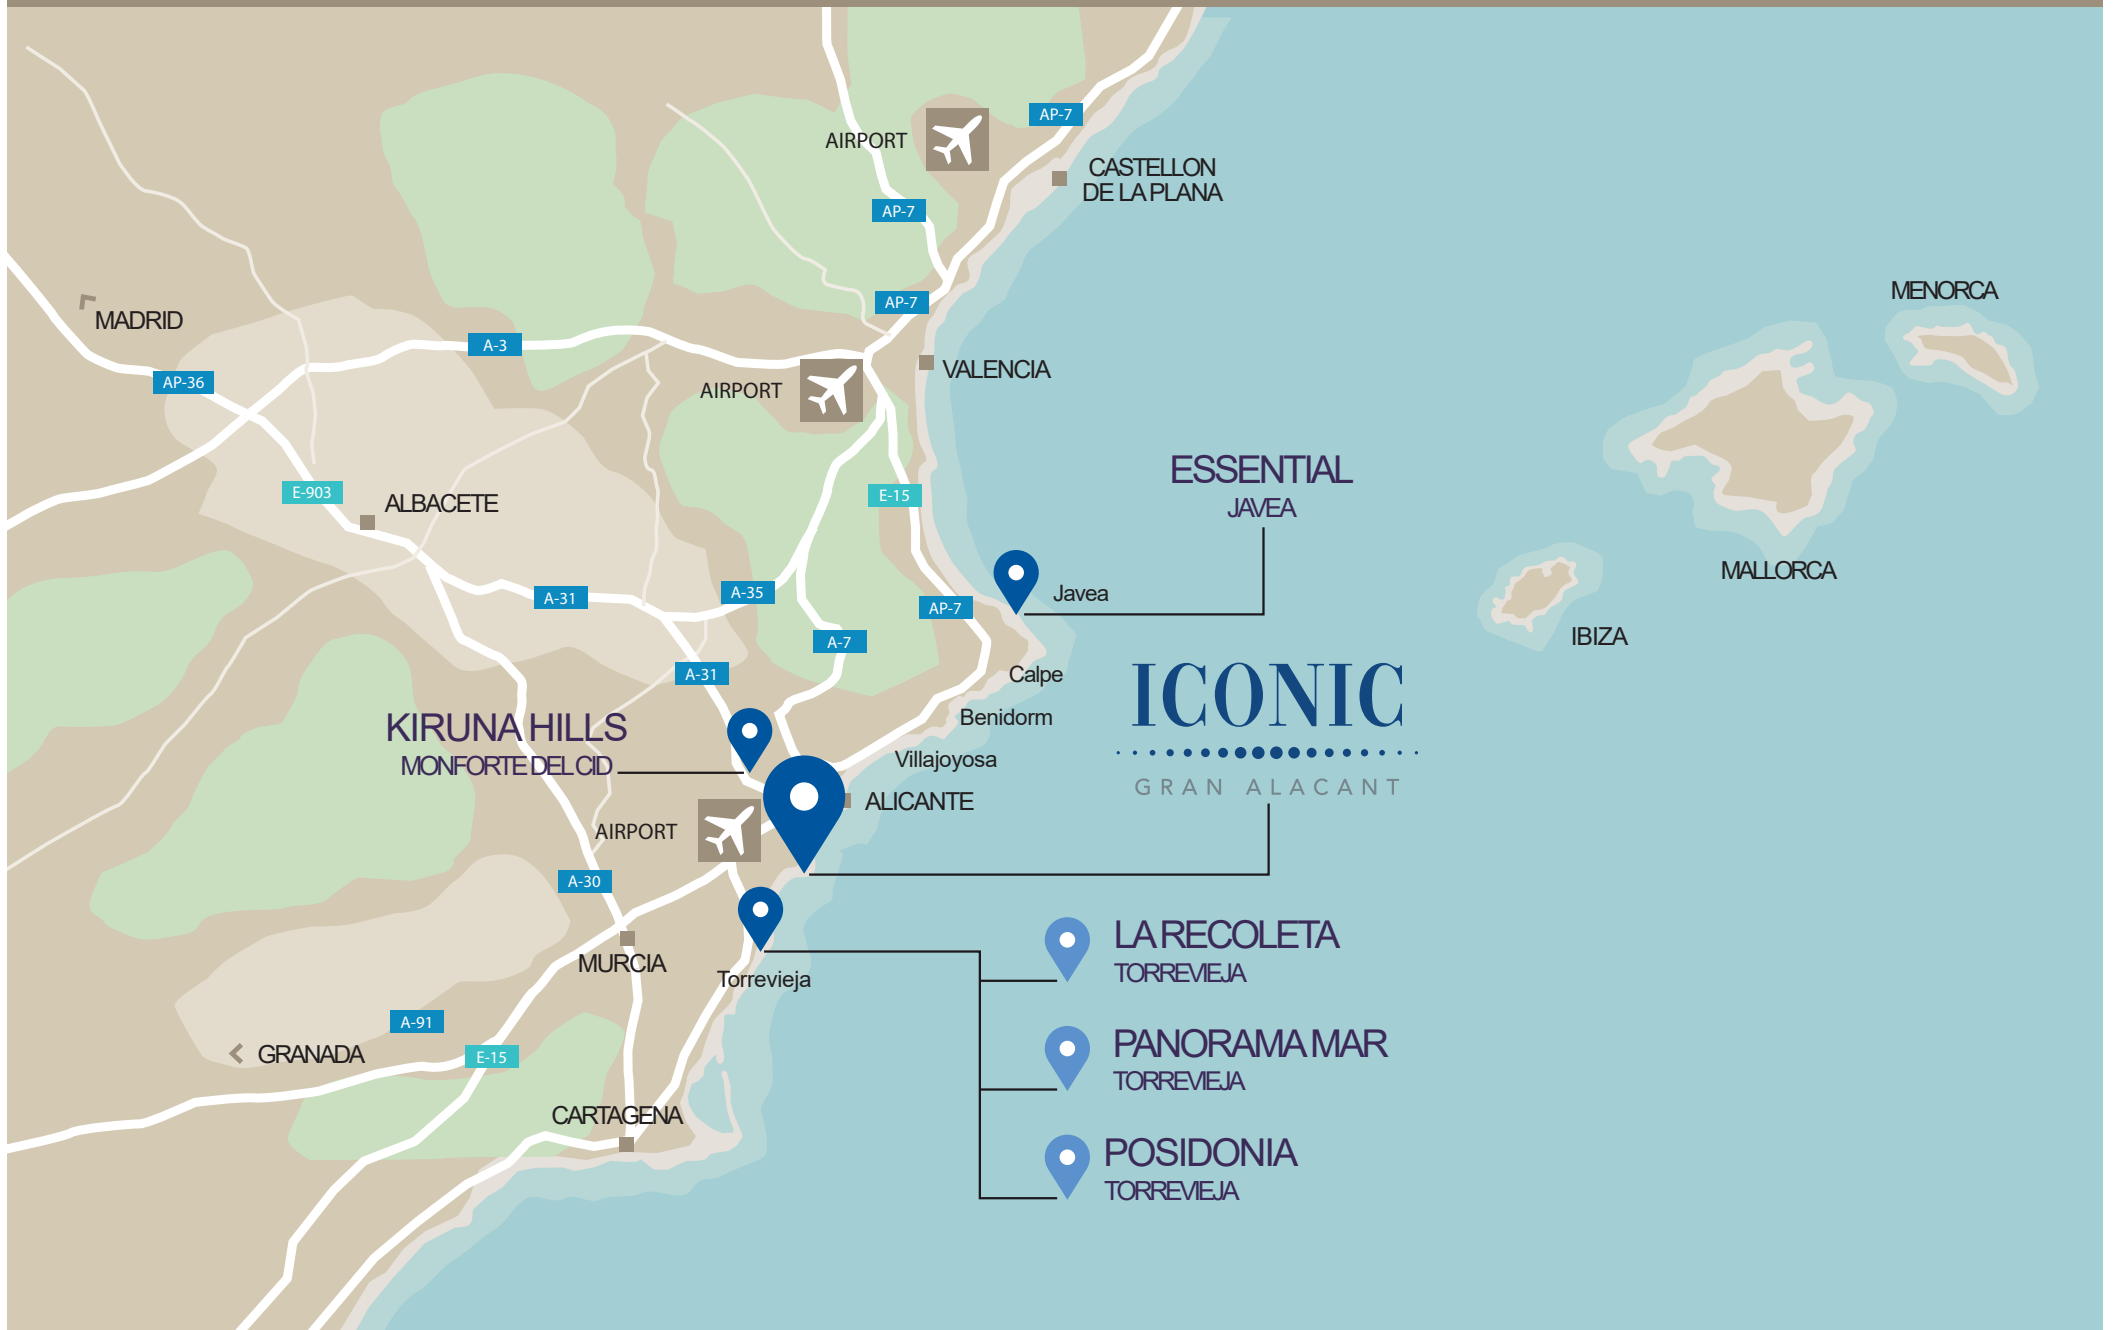 AP-7
AIRPORT
CASTELLON
DE LA PLANA
AP-7
MENORCA
AP-7
MADRID
A-3
VALENCIA
AP-36
AIRPORT
ESSENTIAL
JAVEA
E-903
E-15
ALBACETE
MALLORCA
Javea
A-35
A-31
AP-7
IBIZA
A-7
A-31
Calpe
ICONIC
GRAN ALACANT
Benidorm
KIRUNA HILLS
MONFORTE DEL CID
Villajoyosa
ALICANTE
AIRPORT
A-30
LA RECOLETA
TORREVIEJA
MURCIA
Torrevieja
A-91
GRANADA
E-15
PANORAMA MAR
TORREVIEJA
CARTAGENA
POSIDONIA
TORREVIEJA